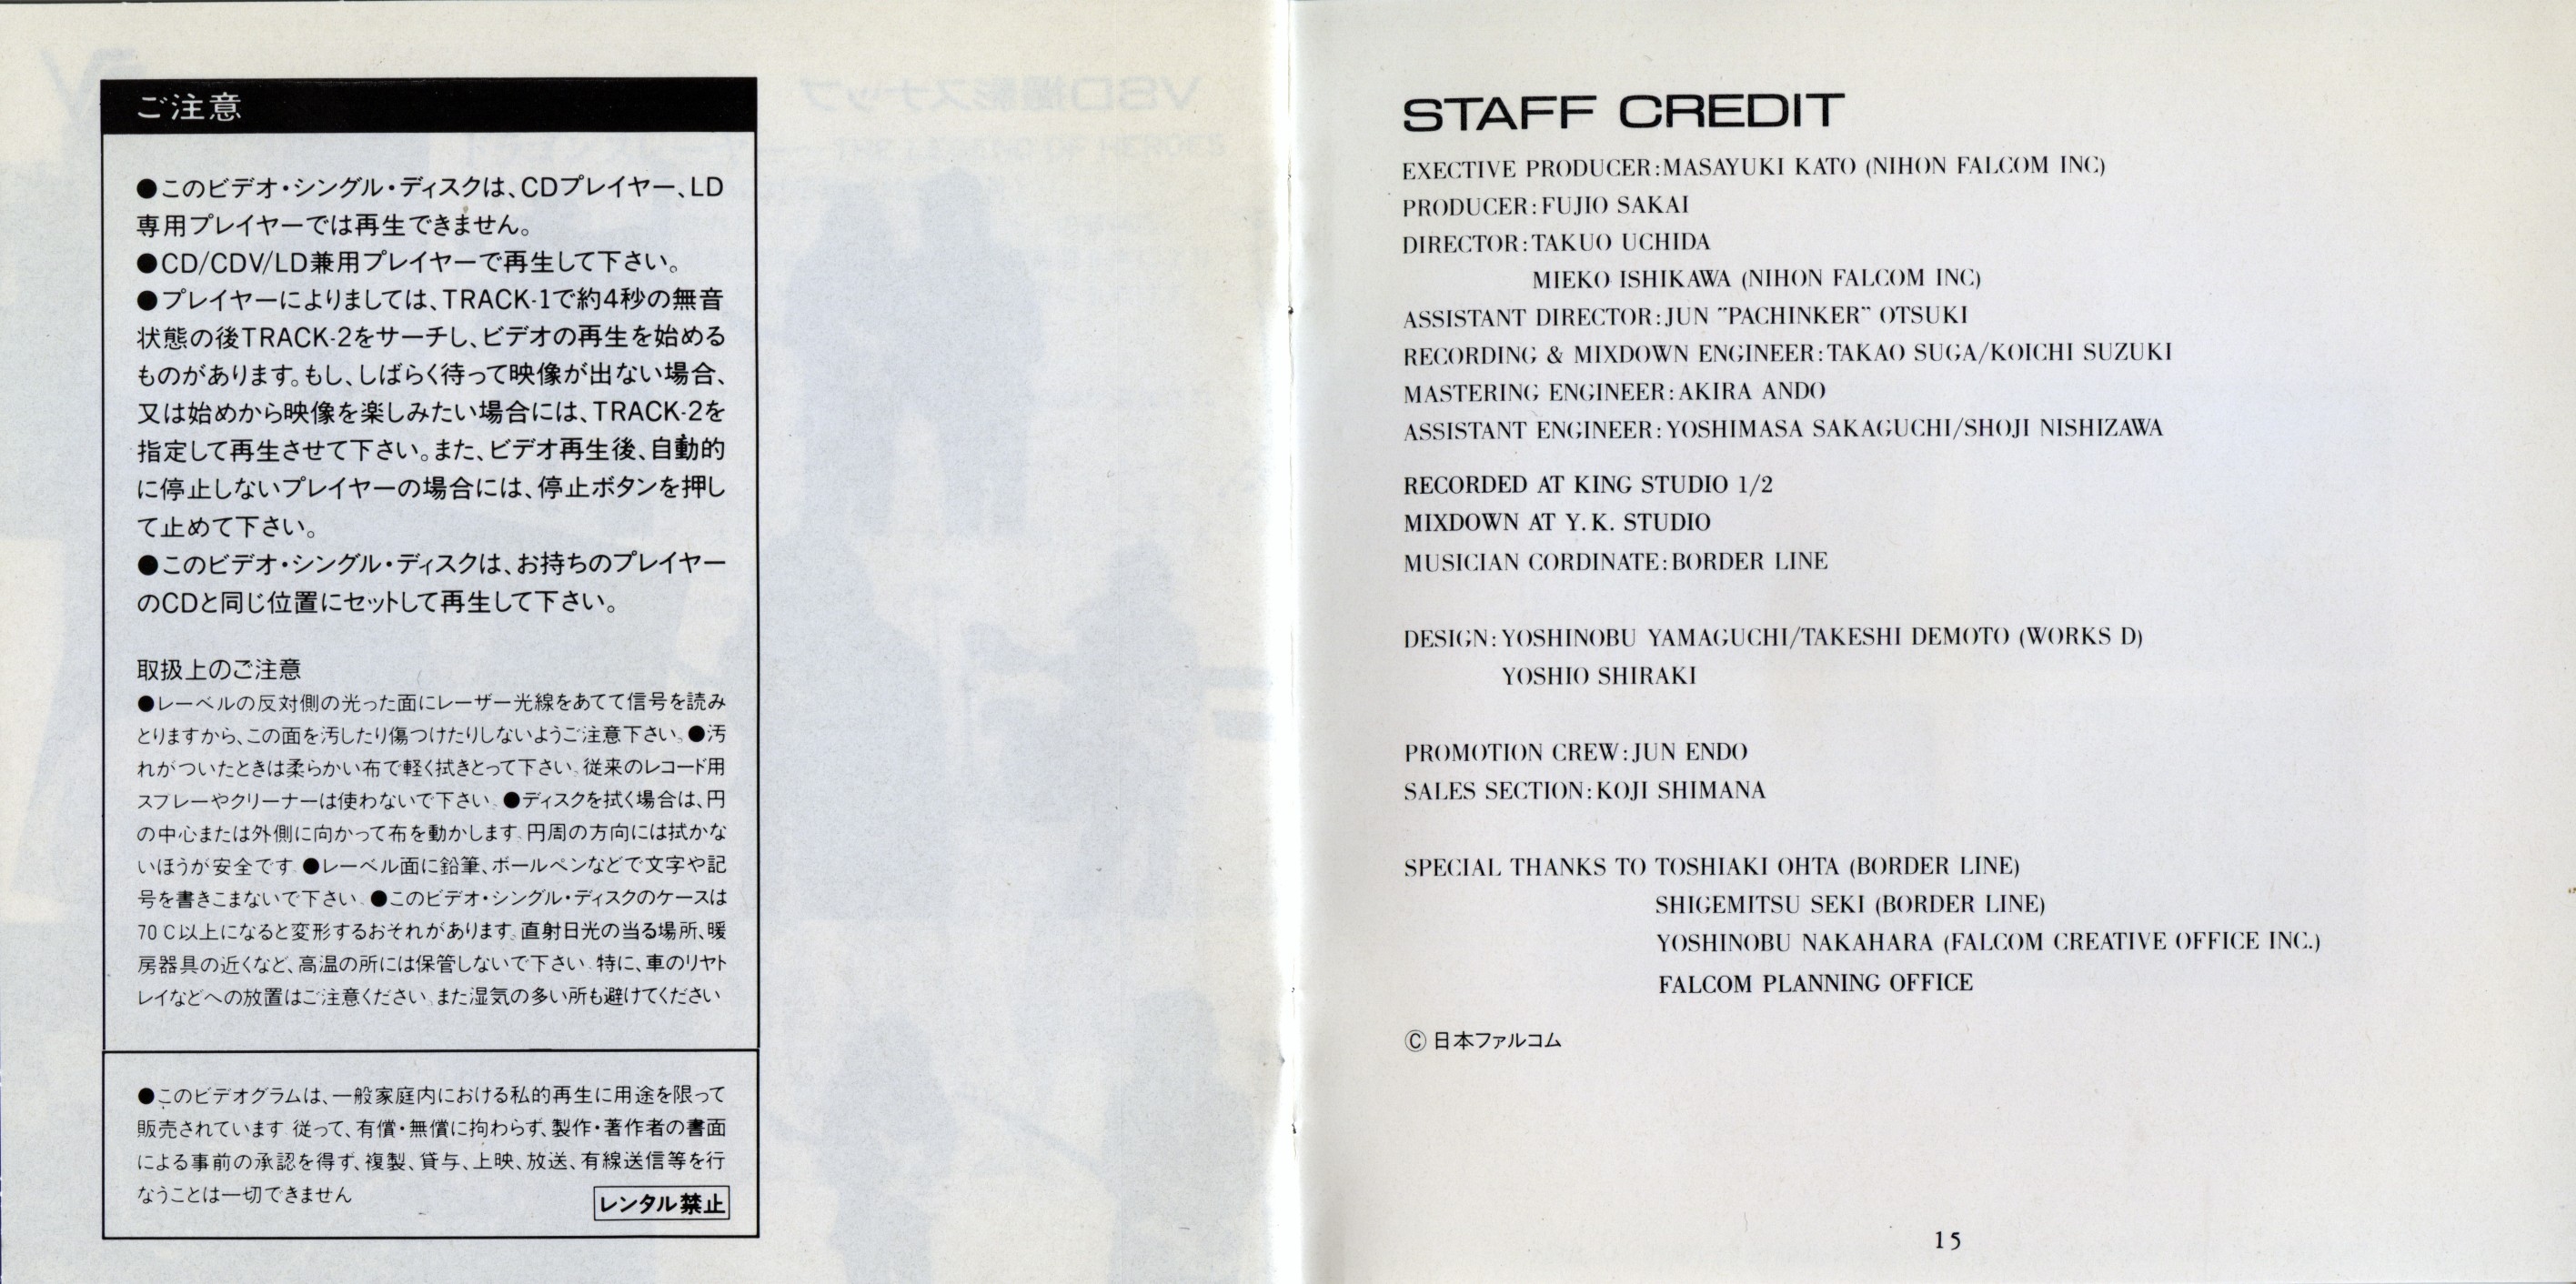 ご注意
●このビデオ・シングル・ディスクは、CDプレイヤー、LD
専用プレイヤーでは再生できません。
●CD/CDV/LD兼用プレイヤーで再生して下さい。
●プレイヤーによりましては、TRACK-1で約4秒の無音
状態の後TRACK-2をサーチし、ビデオの再生を始める
ものがあります。もし、しばらく待って映像が出ない場合、
又は始めから映像を楽しみたい場合には、TRACK-2を
指定して再生させて下さい。また、ビデオ再生後、自動的
に停止しないプレイヤーの場合には、停止ボタンを押し
て止めて下さい。
●このビデオ・シングル・ディスクは、お持ちのプレイヤー
のCDと同じ位置にセットして再生して下さい。
取扱上のご注意
●レーベルの反対側の光った面にレーザー光線をあてて信号を読み
とりますから、この面を汚したり傷つけたりしないようご注意下さい。●汚
れがついたときは柔らかい布で軽く拭きとって下さい。従来のレコード用
スプレーやクリーナーは使わないで下さい。●ディスクを拭く場合は、円
の中心または外側に向かって布を動かします。円周の方向には拭かな
いほうが安全です。●レーベル面に鉛筆、ボールペンなどで文字や記
号を書きこまないで下さい。●このビデオ・シングル・ディスクのケースは
70C以上になると変形するおそれがあります。直射日光の当る場所、暖
房器具の近くなど、高温の所には保管しないで下さい。特に、車のリヤト
レイなどへの放置はご注意ください。また湿気の多い所も避けてください
●このビデオグラムは、一般家庭内における私的再生に用途を限って
販売されています。従って、有償・無償に拘わらず、製作・著作者の書面
による事前の承認を得ず、複製、貸与、上映、放送、有線送信等を行
なうことは一切できません
レンタル禁止
STAFF CREDIT
EXECTIVE PRODUCER:MASAYUKI KATO (NIHON FALCOM INC)
PRODUCER:FUJIO SAKAI
DIRECTOR:TAKUO UCHIDA
MIEKO ISHIKAWA (NIHON FALCOM INC)
ASSISTANT DIRECTOR:JUN "PACHINKER" OTSUKI
RECORDING & MIXDOWN ENGINEER:TAKAO SUGA/KOICHI SUZUKI
MASTERING ENGINEER:AKIRA ANDO
ASSISTANT ENGINEER:YOSHIMASA SAKAGUCHI/SHOJI NISHIZAWA
RECORDED AT KING STUDIO 1/2
MIXDOWN AT Y.K. STUDIO
MUSICIAN CORDINATE:BORDER LINE
DESIGN:YOSHINOBU YAMAGUCHI/TAKESHI DEMOTO (WORKS D)
YOSHIO SHIRAKI
PROMOTION CREW:JUN ENDO
SALES SECTION:KOJI SHIMANA
SPECIAL THANKS TO TOSHIAKI OHTA (BORDER LINE)
SHIGEMITSU SEKI (BORDER LINE)
YOSHINOBU NAKAHARA (FALCOM CREATIVE OFFICE INC.)
FALCOM PLANNING OFFICE
Ⓒ 日本ファルコム
15